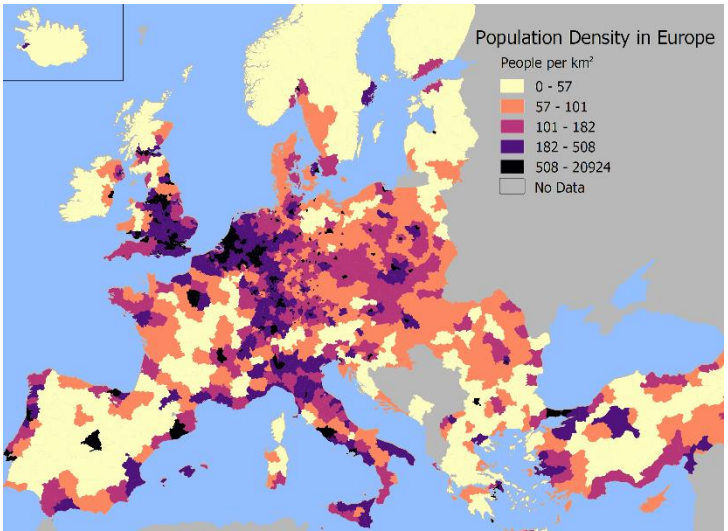 Population Density in Europe
People per km²
0 - 57
57 - 101
101 - 182
182 - 508
508 - 20924
No Data